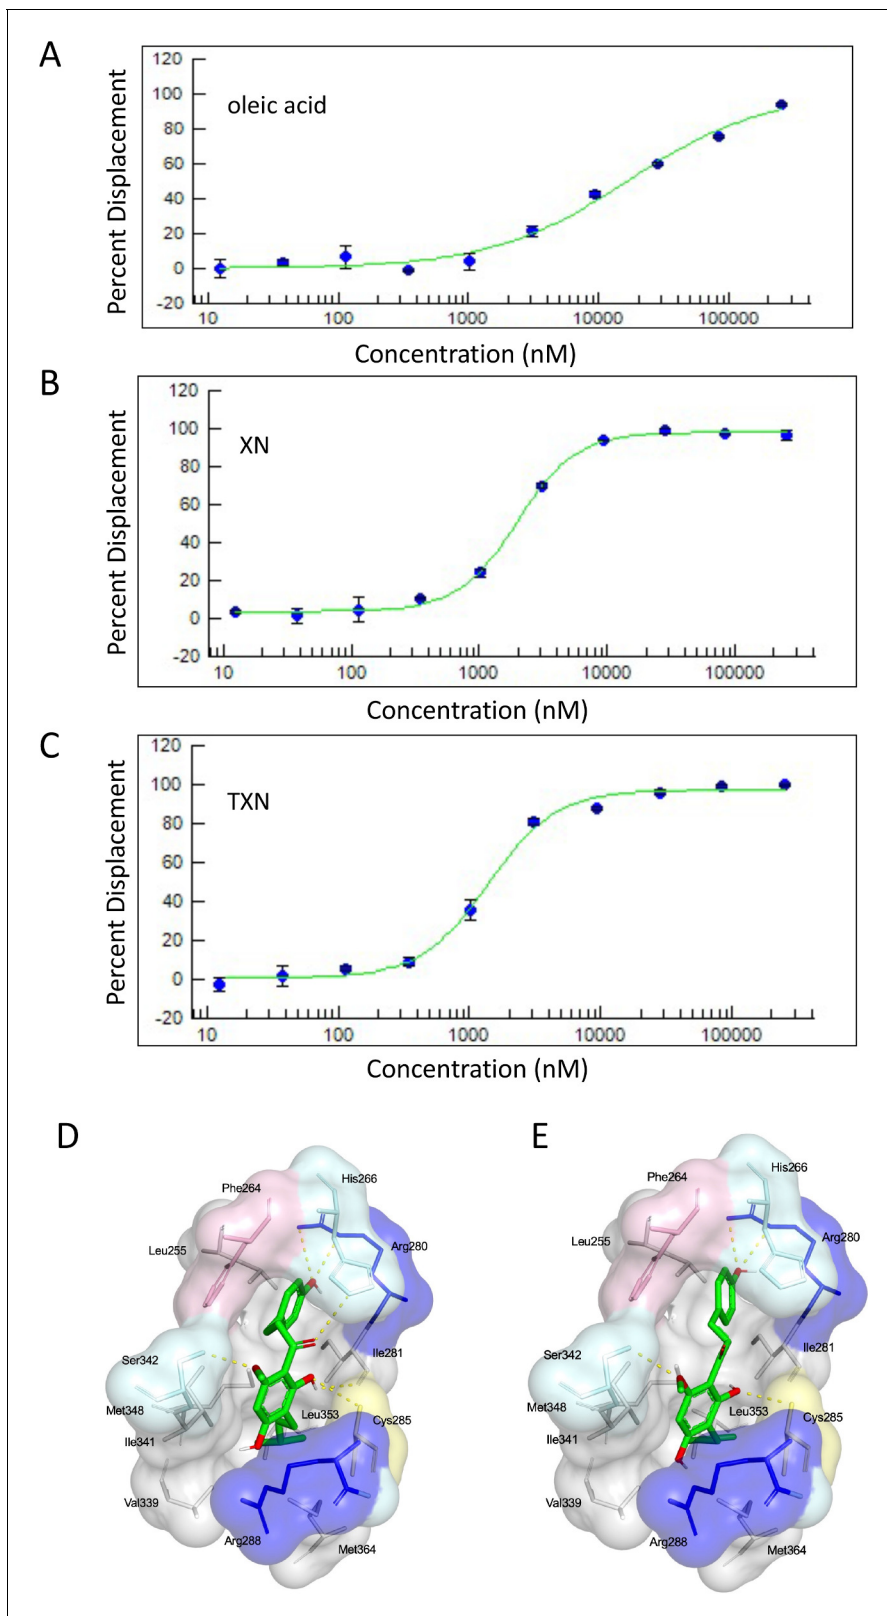 A
Percent Displacement
120
100
80
60
40
20
0
-20
oleic acid
10 100 1000 10000 100000
Concentration (nM)
B
Percent Displacement
120
100
80
60
40
20
0
-20
XN
10 100 1000 10000 100000
Concentration (nM)
C
Percent Displacement
120
100
80
60
40
20
0
-20
TXN
10 100 1000 10000 100000
Concentration (nM)
D
His266
Phe264
Arg280
Leu255
Ile281
Ser342
Met348
Leu353
Cys285
Ile341
Val339
Arg288
Met364
E
His266
Phe264
Arg280
Leu255
Ile281
Ser342
Met348
Leu353
Cys285
Ile341
Val339
Arg288
Met364